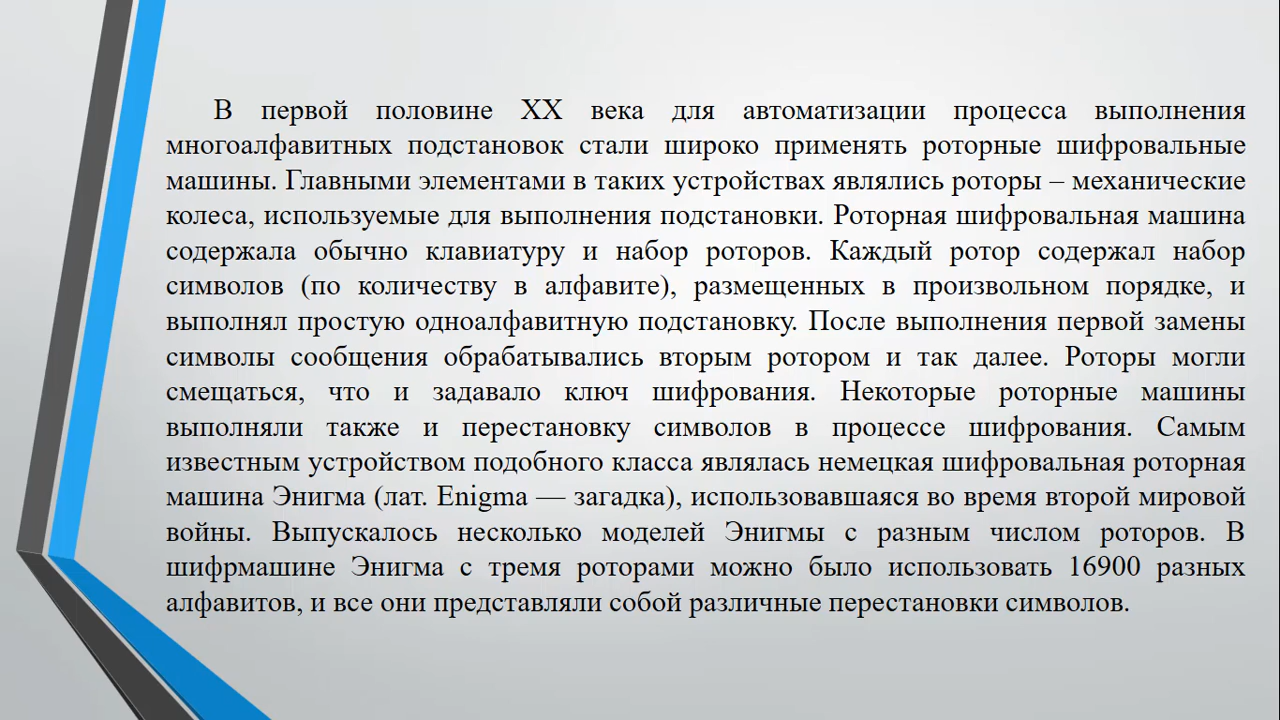 В первой половине XX века для автоматизации процесса выполнения
многоалфавитных подстановок стали широко применять роторные шифровальные
машины. Главными элементами в таких устройствах являлись роторы – механические
колеса, используемые для выполнения подстановки. Роторная шифровальная машина
содержала обычно клавиатуру и набор роторов. Каждый ротор содержал набор
символов (по количеству в алфавите), размещенных в произвольном порядке, и
выполнял простую одноалфавитную подстановку. После выполнения первой замены
символы сообщения обрабатывались вторым ротором и так далее. Роторы могли
смещаться, что и задавало ключ шифрования. Некоторые роторные машины
выполняли также и перестановку символов в процессе шифрования. Самым
известным устройством подобного класса являлась немецкая шифровальная роторная
машина Энигма (лат. Enigma — загадка), использовавшаяся во время второй мировой
войны. Выпускалось несколько моделей Энигмы с разным числом роторов. В
шифрмашине Энигма с тремя роторами можно было использовать 16900 разных
алфавитов, и все они представляли собой различные перестановки символов.